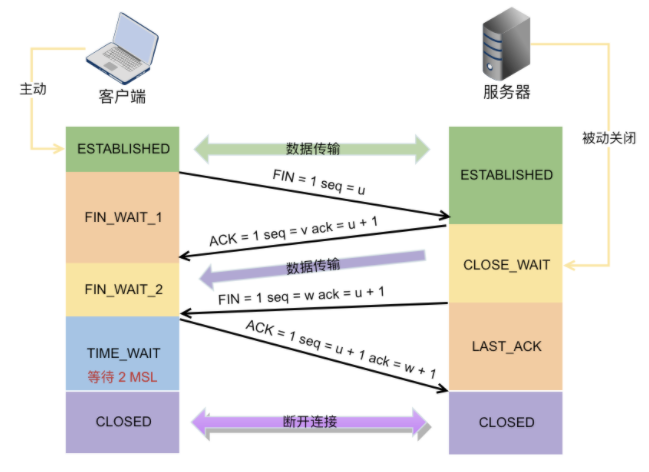 客户端
服务器
主动
被动关闭
ESTABLISHED
数据传输
ESTABLISHED
FIN = 1 seq = u
FIN_WAIT_1
ACK = 1 seq = v ack = u + 1
CLOSE_WAIT
数据传输
FIN_WAIT_2
FIN = 1 seq = w ack = u + 1
ACK = 1 seq = u + 1 ack = w + 1
LAST_ACK
TIME_WAIT
等待 2 MSL
CLOSED
断开连接
CLOSED